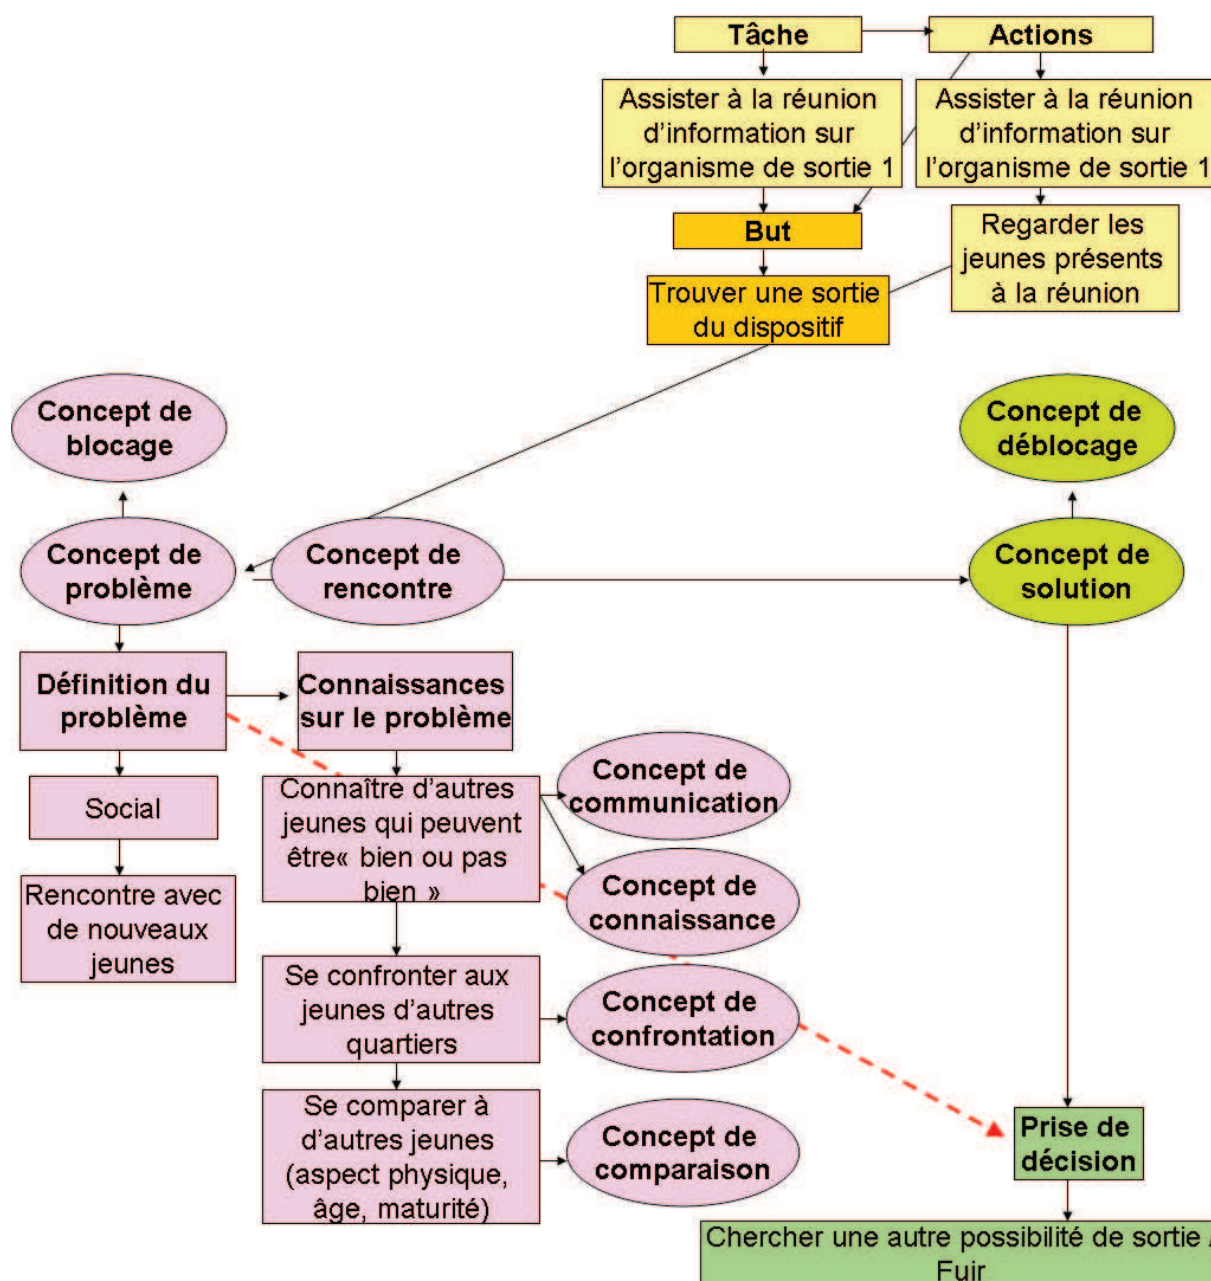 Tâche
Actions
Assister à la réunion
d'information sur
l'organisme de sortie 1
Assister à la réunion
d'information sur
l'organisme de sortie 1
But
Regarder les
jeunes présents
à la réunion
Trouver une sortie
du dispositif
Concept de
blocage
Concept de
déblocage
Concept de
problème
Concept de
rencontre
Concept de
solution
Définition du
problème
Connaissances
sur le problème
Social
Rencontre avec
de nouveaux
jeunes
Connaître d'autres
jeunes qui peuvent
être« bien ou pas
bien »
Concept de
communication
Concept de
connaissance
Se confronter aux
jeunes d'autres
quartiers
Concept de
confrontation
Se comparer à
d'autres jeunes
(aspect physique,
âge, maturité)
Concept de
comparaison
Prise de
décision
Chercher une autre possibilité de sortie /
Fuir